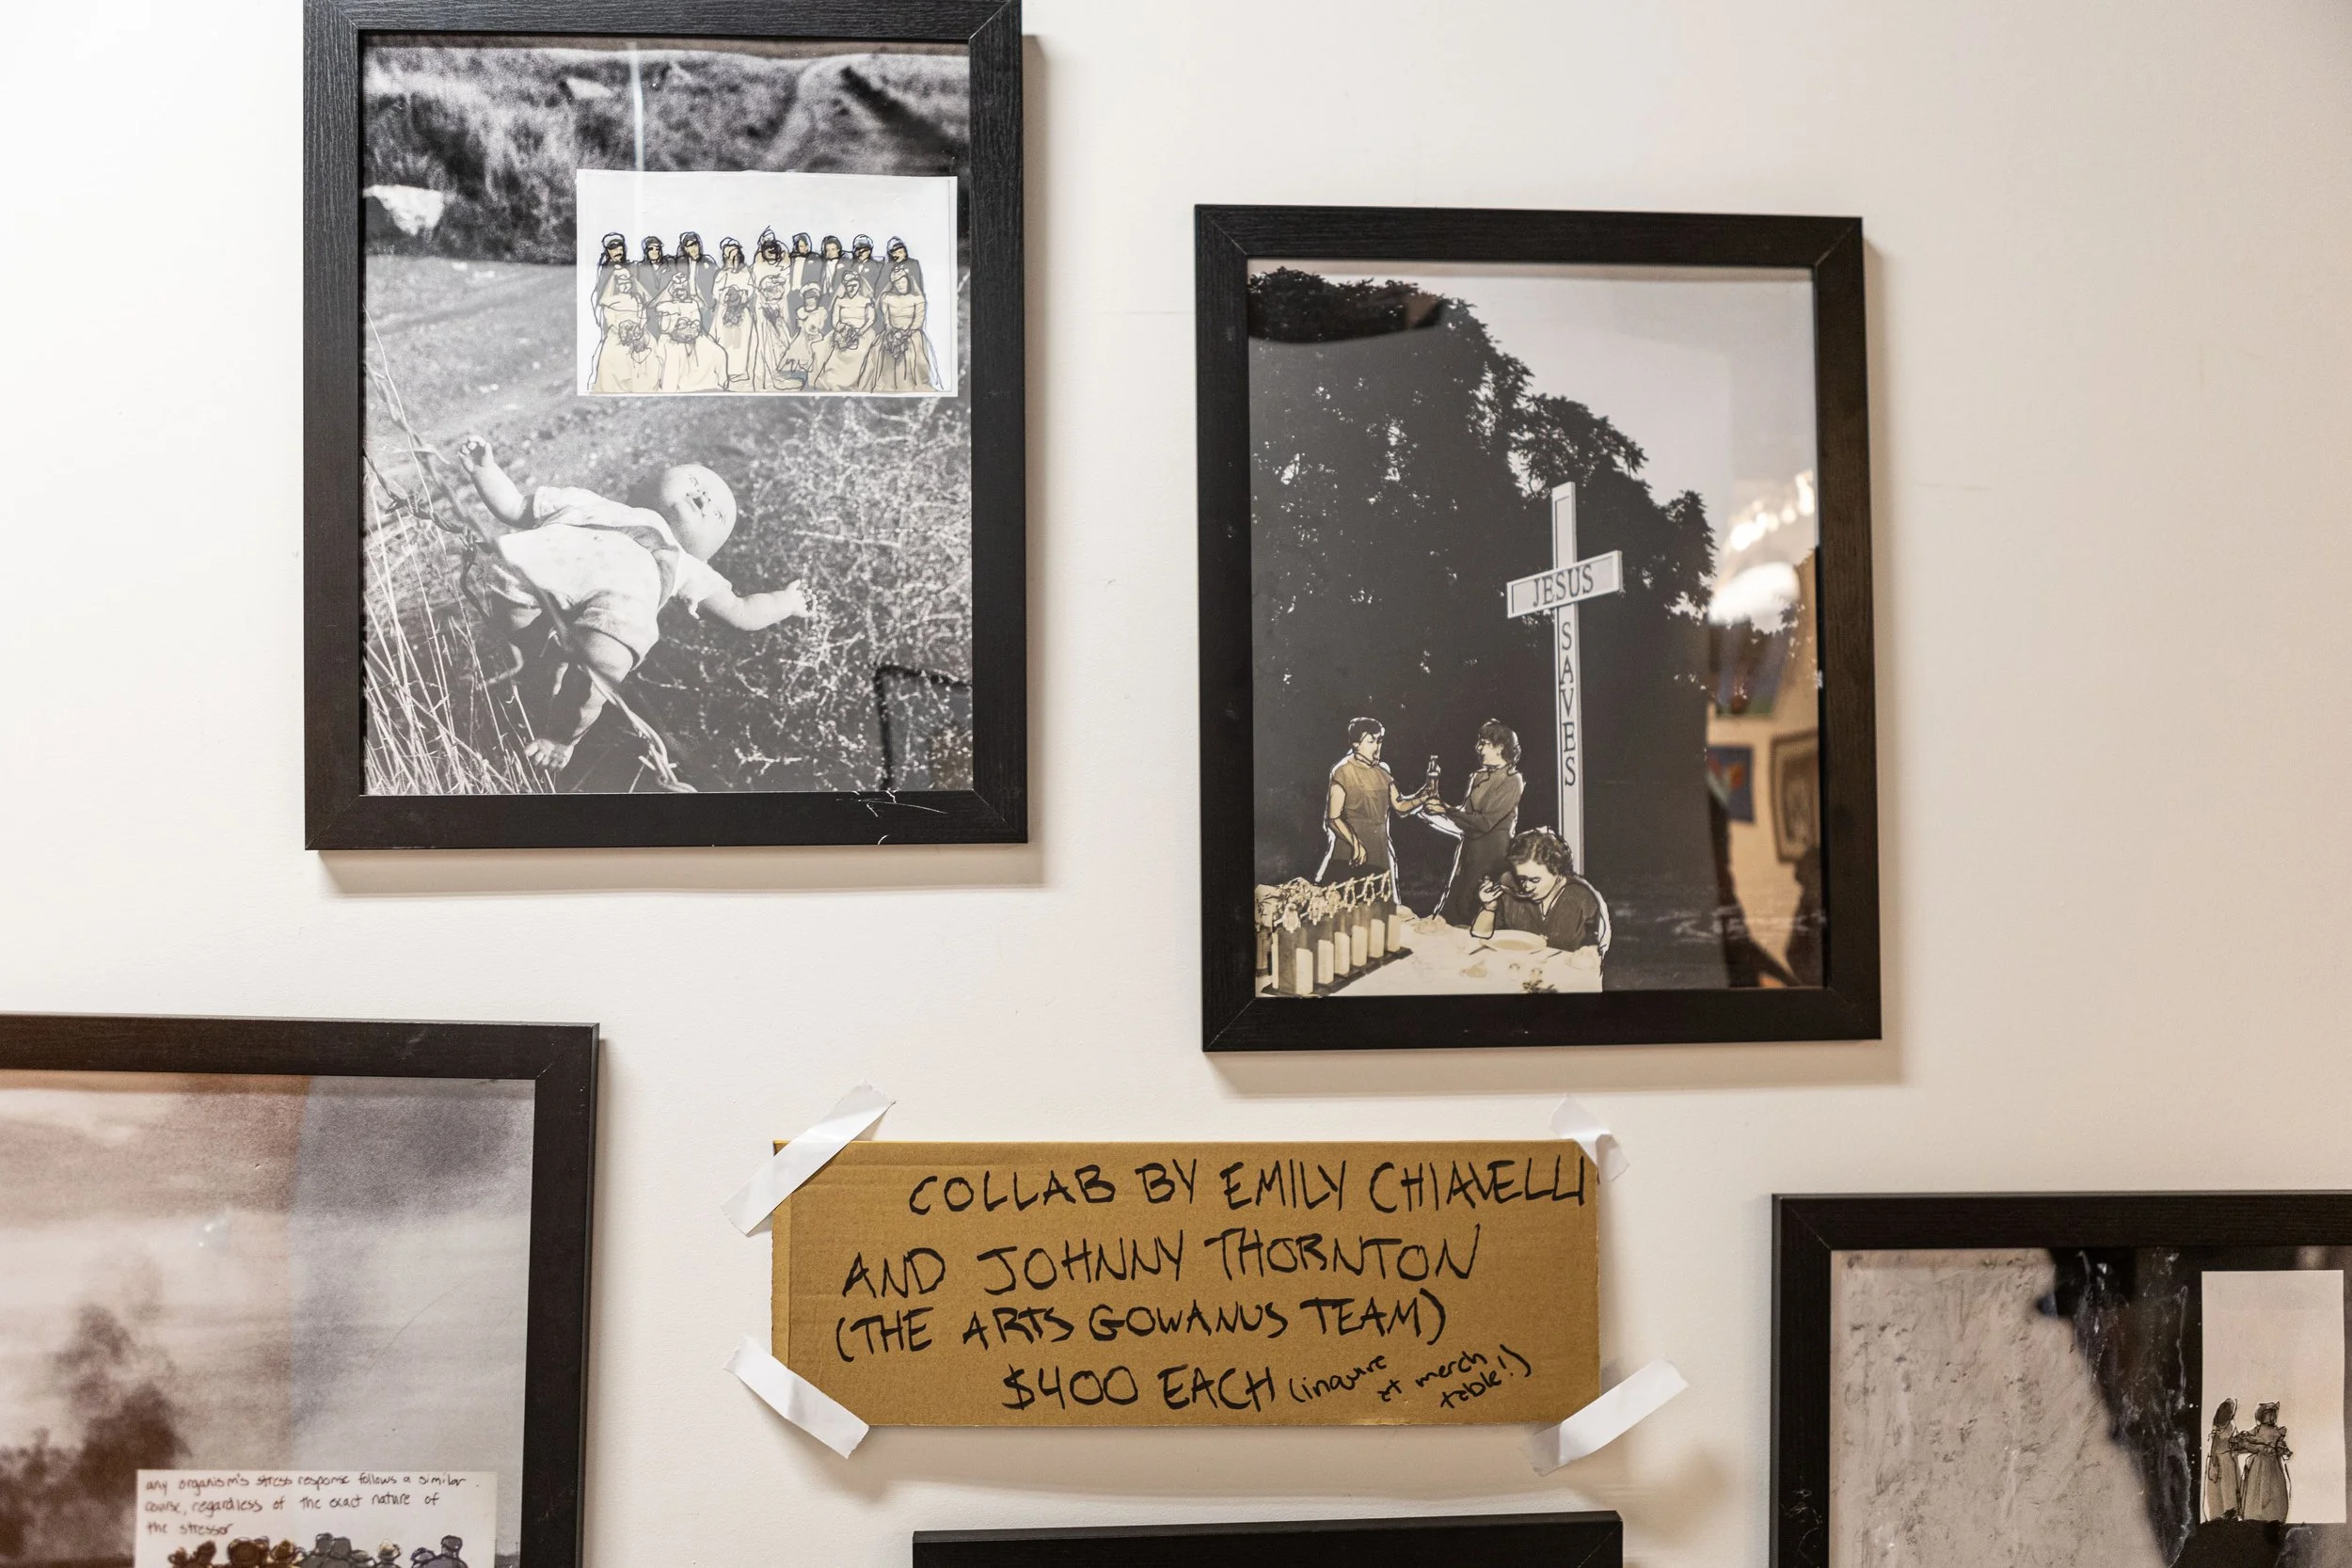 JESUS
SAVES
COLLAB BY EMILY CHIAVELLI
AND JOHNNY THORNTON
(THE ARTS GOWANUS TEAM)
$400 EACH (inquire
at merch
table!)
any organism's stress response follows a similar
course, regardless of the exact nature of
the stressor